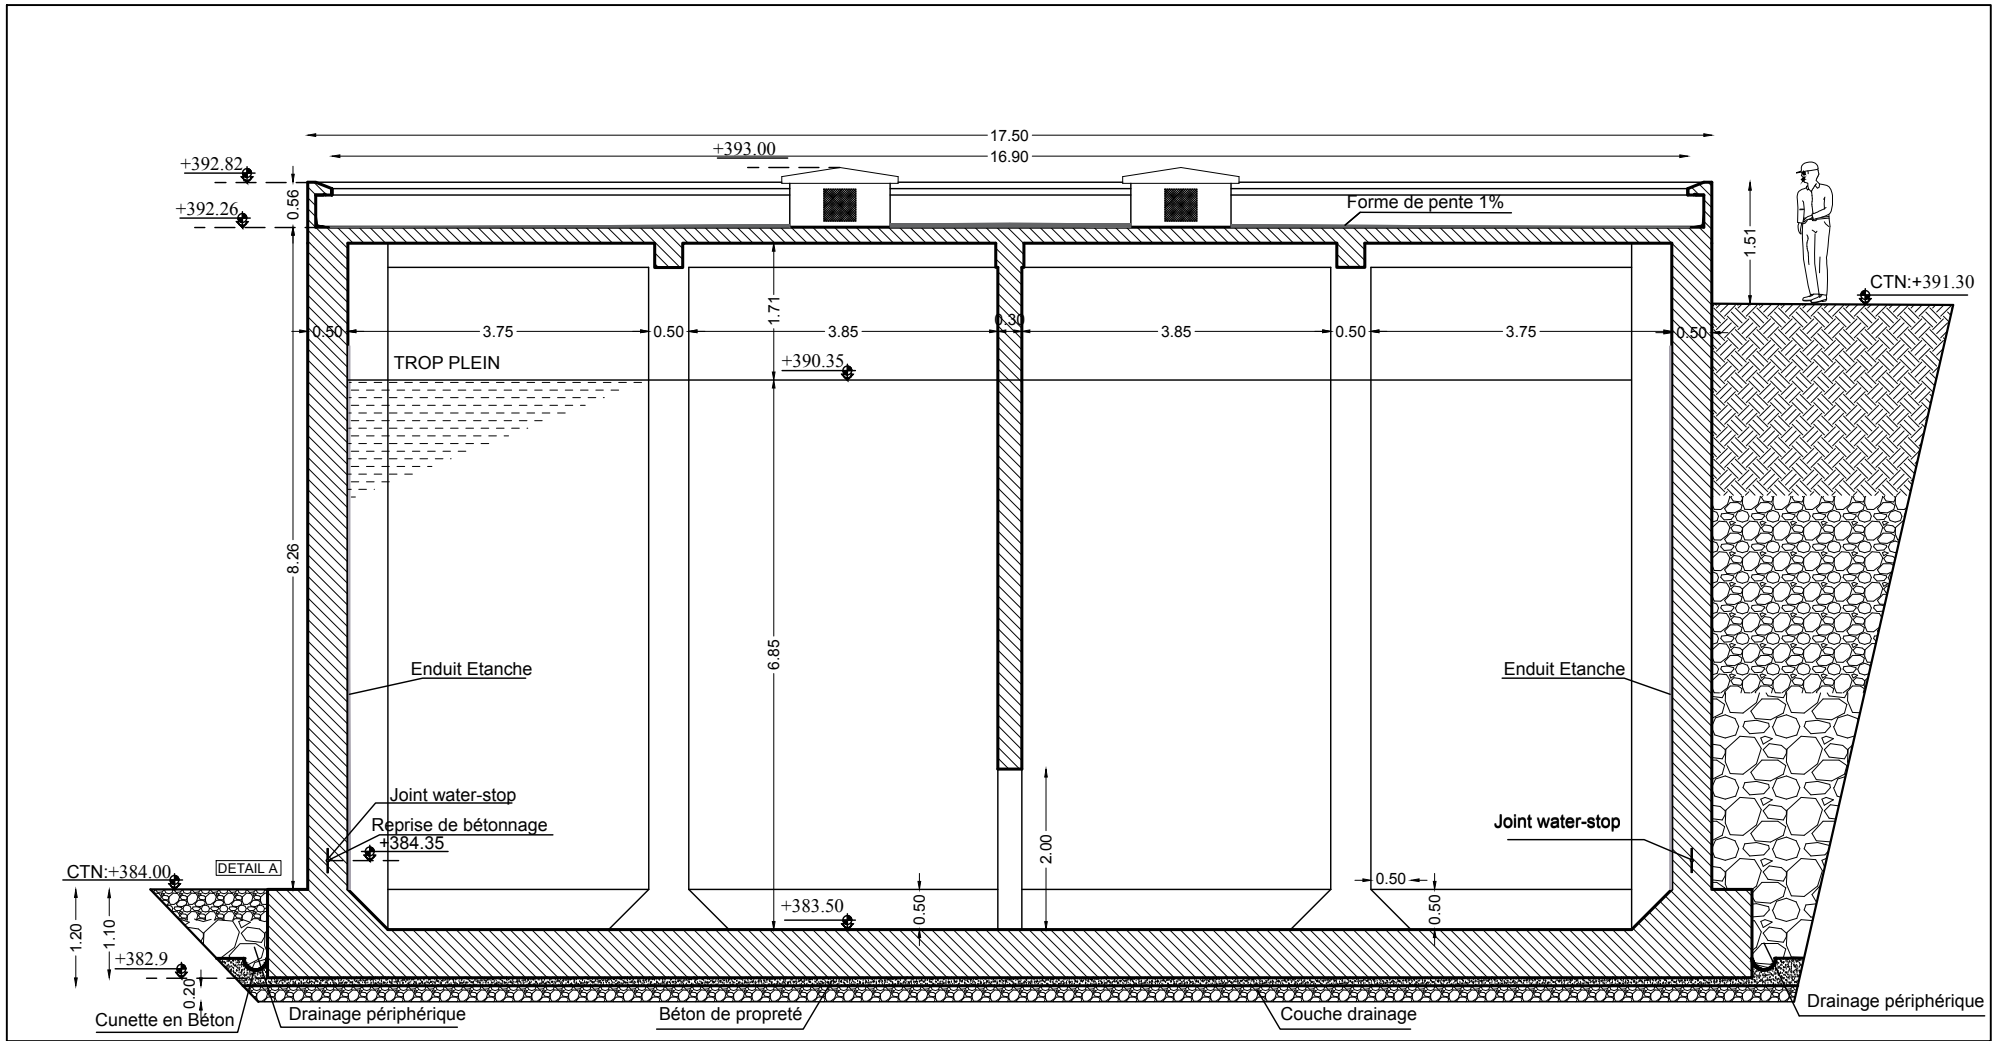 17.50
+393.00
16.90
+392.82
0.56
+392.26
Forme de pente 1%
1.51
CTN:+391.30
1.71
0.50
3.75
0.50
3.85
0.30
3.85
0.50
3.75
0.50
TROP PLEIN
+390.35
8.26
6.85
Enduit Etanche
Enduit Etanche
Joint water-stop
Reprise de bétonnage
+384.35
Joint water-stop
2.00
DETAIL A
CTN:+384.00
0.50
0.50
0.50
+383.50
1.20
1.10
+382.9
0.20
Cunette en Béton
Drainage périphérique
Béton de propreté
Couche drainage
Drainage périphérique